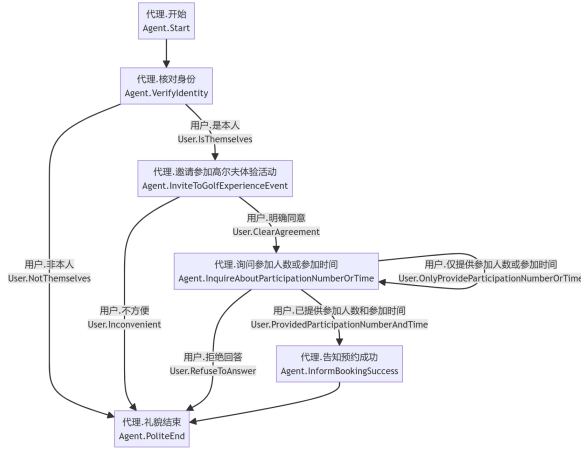 代理.开始
Agent.Start
代理.核对身份
Agent.VerifyIdentity
用户.是本人
User.IsThemselves
代理.邀请参加高尔夫体验活动
Agent.InviteToGolfExperienceEvent
用户.明确同意
User.ClearAgreement
用户.非本人
User.NotThemselves
代理.询问参加人数或参加时间
Agent.InquireAboutParticipationNumberOrTime
用户.仅提供参加人数或参加时间
User.OnlyProvideParticipationNumberOrTime
用户.不方便
User.Inconvenient
用户.已提供参加人数和参加时间
User.ProvidedParticipationNumberAndTime
用户.拒绝回答
User.RefuseToAnswer
代理.告知预约成功
Agent.InformBookingSuccess
代理.礼貌结束
Agent.PoliteEnd